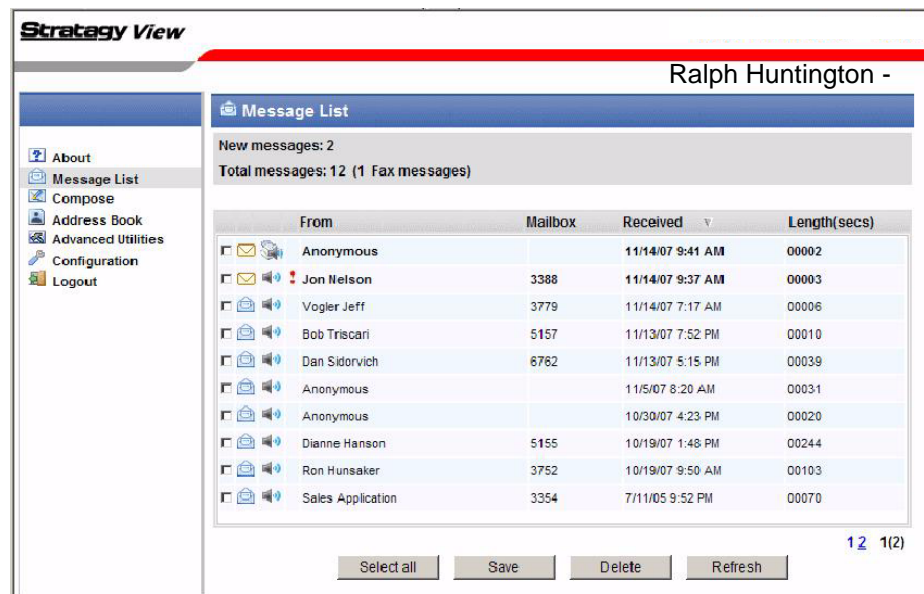 Stratagy View
Ralph Huntington -
About
Message List
Compose
Address Book
Advanced Utilities
Configuration
Logout
Message List
New messages: 2
Total messages: 12 (1 Fax messages)
From Mailbox Received Length(secs)
Anonymous 11/14/07 9:41 AM 00002
Jon Nelson 3388 11/14/07 9:37 AM 00003
Vogler Jeff 3779 11/14/07 7:17 AM 00006
Bob Triscari 5157 11/13/07 7:52 PM 00010
Dan Sidorvich 6762 11/13/07 5:15 PM 00039
Anonymous 11/5/07 8:20 AM 00031
Anonymous 10/30/07 4:23 PM 00020
Dianne Hanson 5155 10/19/07 1:48 PM 00244
Ron Hunsaker 3752 10/19/07 9:50 AM 00103
Sales Application 3354 7/11/05 9:52 PM 00070
1 2 1(2)
Select all Save Delete Refresh